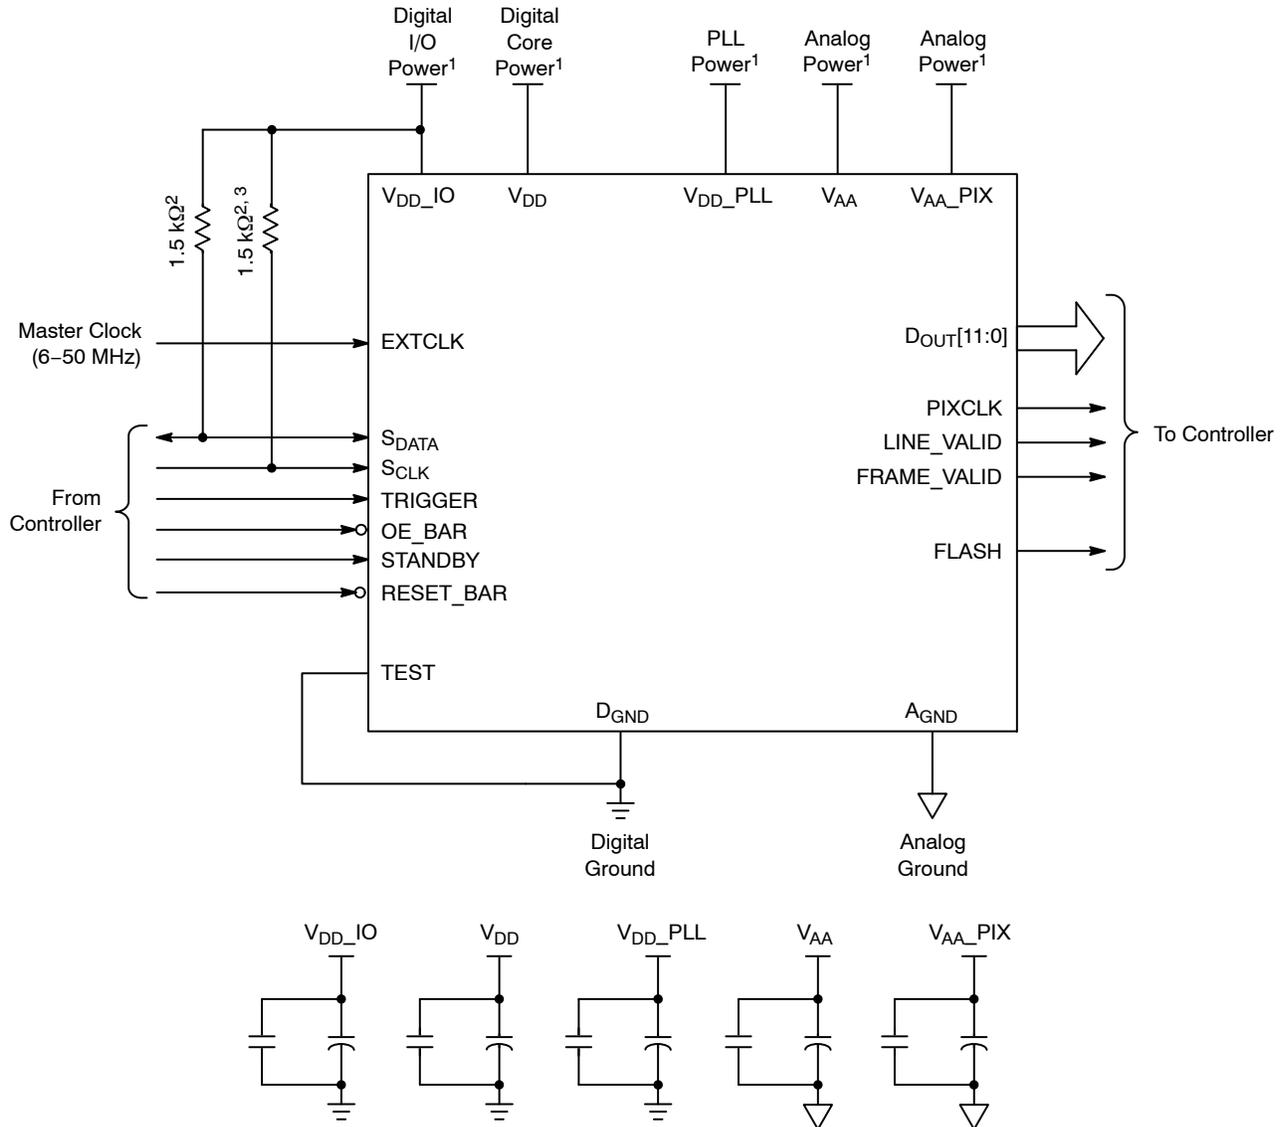 Digital
I/O
Power1
Digital
Core
Power1
PLL
Power1
Analog
Power1
Analog
Power1
VDD_IO
VDD
VDD_PLL
VAA
VAA_PIX
1.5 kΩ2
1.5 kΩ2, 3
Master Clock
(6–50 MHz)
EXTCLK
DOUT[11:0]
PIXCLK
LINE_VALID
FRAME_VALID
FLASH
To Controller
From
Controller
SDATA
SCLK
TRIGGER
OE_BAR
STANDBY
RESET_BAR
TEST
DGND
AGND
Digital
Ground
Analog
Ground
VDD_IO
VDD
VDD_PLL
VAA
VAA_PIX